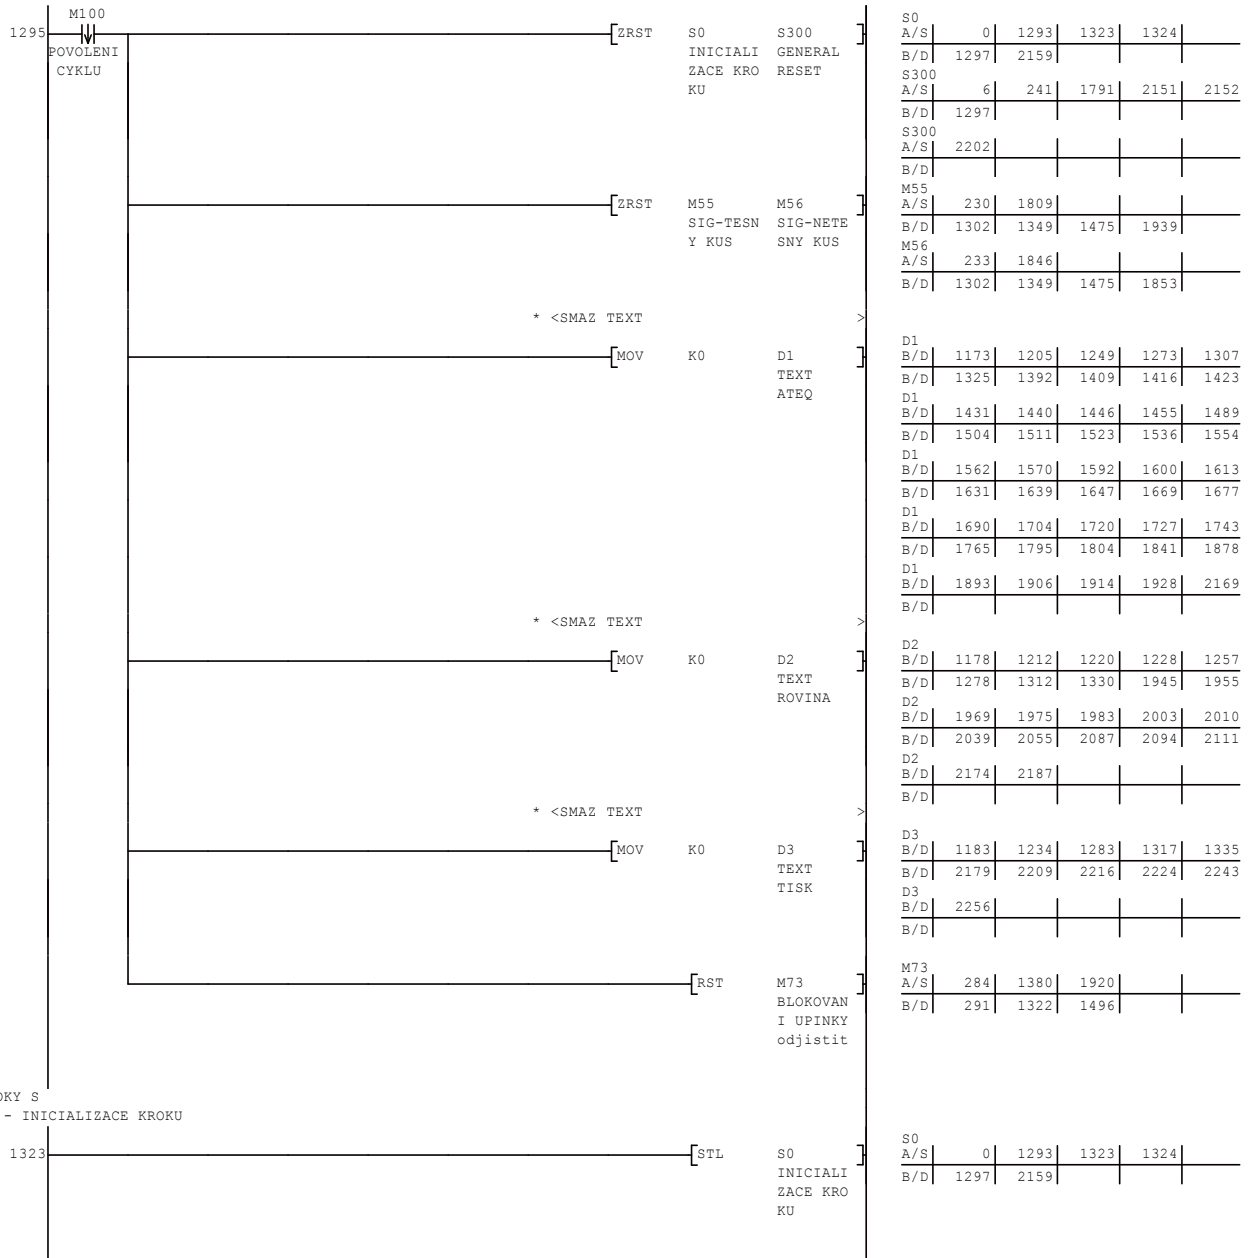 M100
1295 ZRST S0 S300
POVOLENI CYKLU
INICIALI GENERAL
ZACE KRO RESET
KU
S0
A/S 0 1293 1323 1324
B/D 1297 2159
S300
A/S 6 241 1791 2151 2152
B/D 1297
S300
A/S 2202
B/D
ZRST M55 M56
SIG-TESN SIG-NETE
Y KUS SNY KUS
M55
A/S 230 1809
B/D 1302 1349 1475 1939
M56
A/S 233 1846
B/D 1302 1349 1475 1853
* <SMAZ TEXT >
MOV K0 D1
TEXT
ATEQ
D1
B/D 1173 1205 1249 1273 1307
B/D 1325 1392 1409 1416 1423
D1
B/D 1431 1440 1446 1455 1489
B/D 1504 1511 1523 1536 1554
D1
B/D 1562 1570 1592 1600 1613
B/D 1631 1639 1647 1669 1677
D1
B/D 1690 1704 1720 1727 1743
B/D 1765 1795 1804 1841 1878
D1
B/D 1893 1906 1914 1928 2169
B/D
* <SMAZ TEXT >
MOV K0 D2
TEXT
ROVINA
D2
B/D 1178 1212 1220 1228 1257
B/D 1278 1312 1330 1945 1955
D2
B/D 1969 1975 1983 2003 2010
B/D 2039 2055 2087 2094 2111
D2
B/D 2174 2187
B/D
* <SMAZ TEXT >
MOV K0 D3
TEXT
TISK
D3
B/D 1183 1234 1283 1317 1335
B/D 2179 2209 2216 2224 2243
D3
B/D 2256
B/D
RST M73
BLOKOVAN
I UPINKY
odjistit
M73
A/S 284 1380 1920
B/D 291 1322 1496
OKY S
- INICIALIZACE KROKU
1323 STL S0
INICIALI
ZACE KRO
KU
S0
A/S 0 1293 1323 1324
B/D 1297 2159